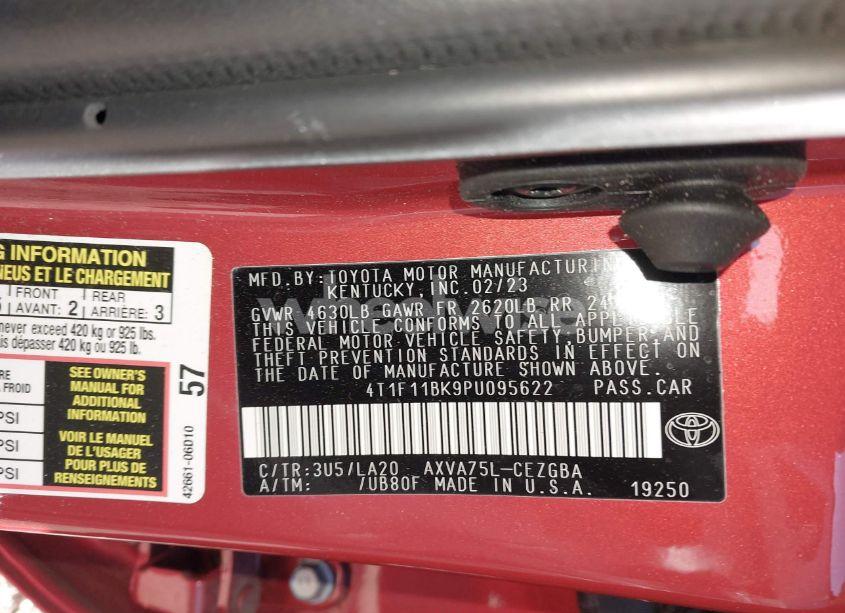 G INFORMATION
NEUS ET LE CHARGEMENT
FRONT
AVANT: 2
REAR
ARRIÈRE: 3
never exceed 420 kg or 925 lbs.
dépasser 420 kg ou 925 lb.
SEE OWNER'S
MANUAL FOR
ADDITIONAL
INFORMATION
VOIR LE MANUEL
DE L'USAGER
POUR PLUS DE
RENSEIGNEMENTS
FROID
PSI
PSI
PSI
57
42661-06D10
MFD.BY:TOYOTA MOTOR MANUFACTURIN
KENTUCKY,INC.02/23
GVWR 4630LB GAWR FR 2620LB RR 24
THIS VEHICLE CONFORMS TO ALL APPL LE
FEDERAL MOTOR VEHICLE SAFETY,BUMPER,AND
THEFT PREVENTION STANDARDS IN EFFECT ON
THE DATE OF MANUFACTURE SHOWN ABOVE.
4T1F11BK9PU095622 PASS.CAR
C/TR:3U5/LA20 AXVA75L-CEZGBA
A/TM: /UB80F MADE IN U.S.A. 19250